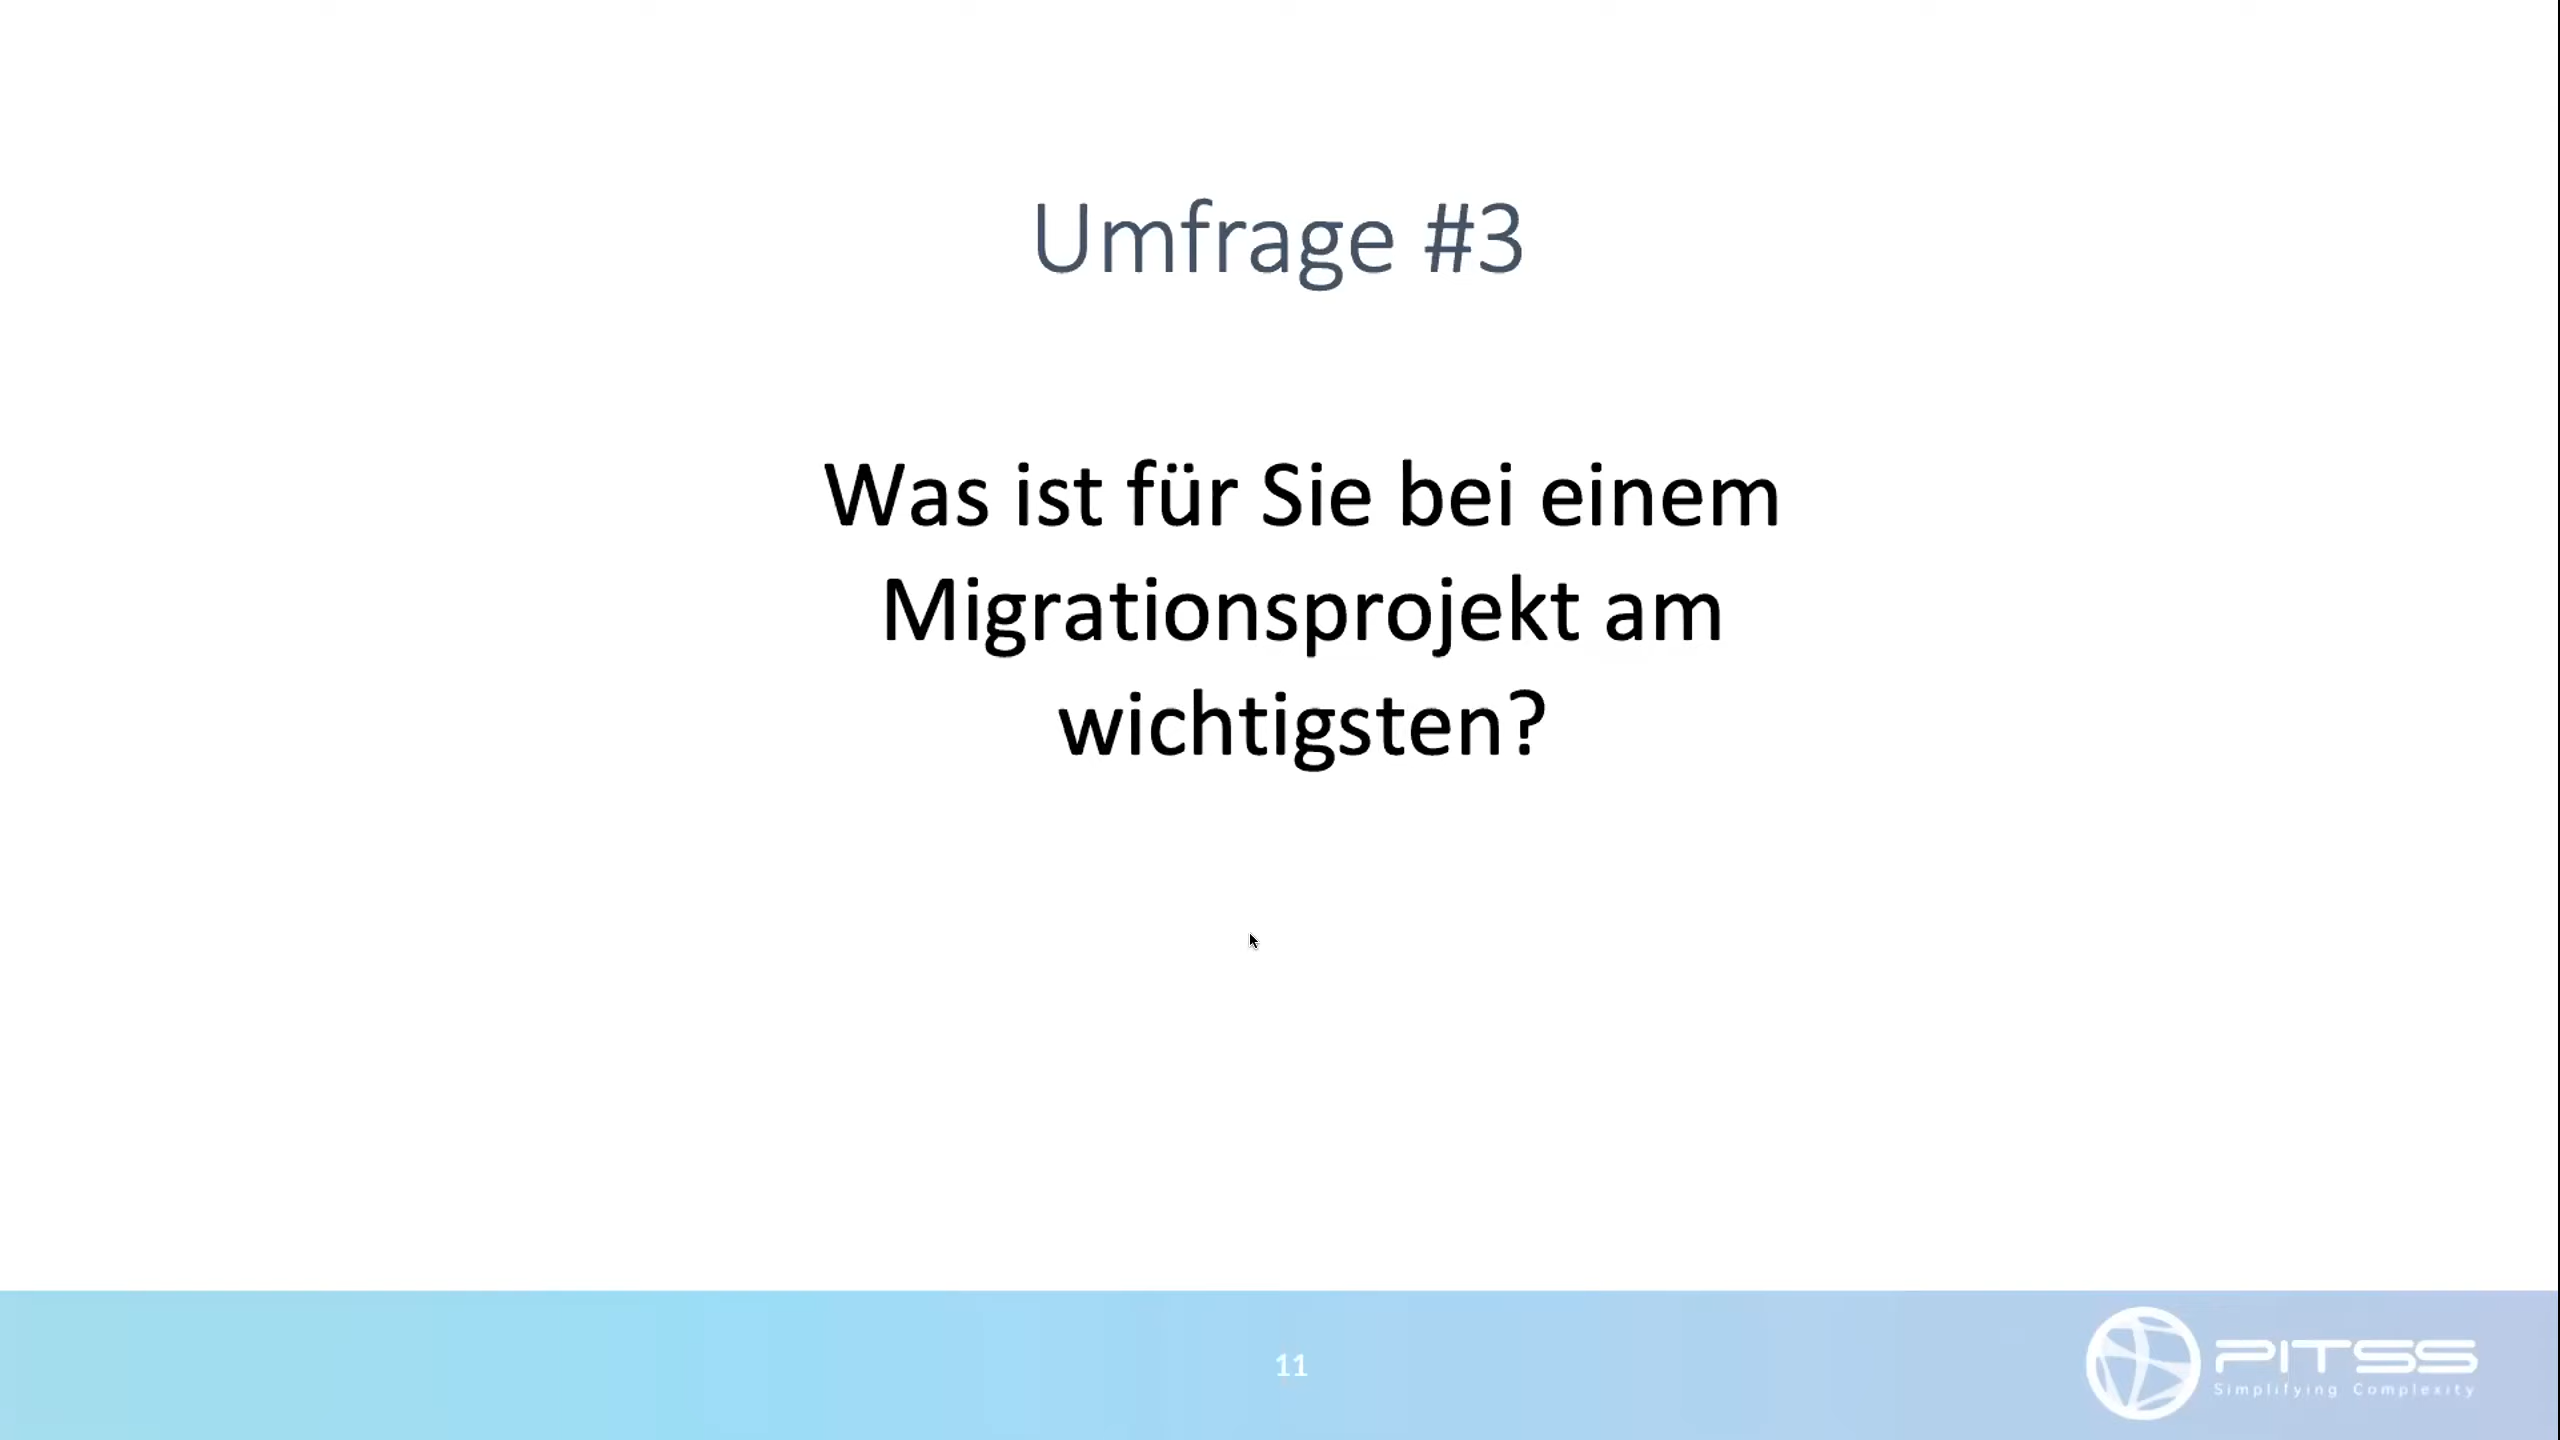 Umfrage #3
Was ist für Sie bei einem
Migrationsprojekt am
wichtigsten?
11
PITSS
Simplifying Complexity